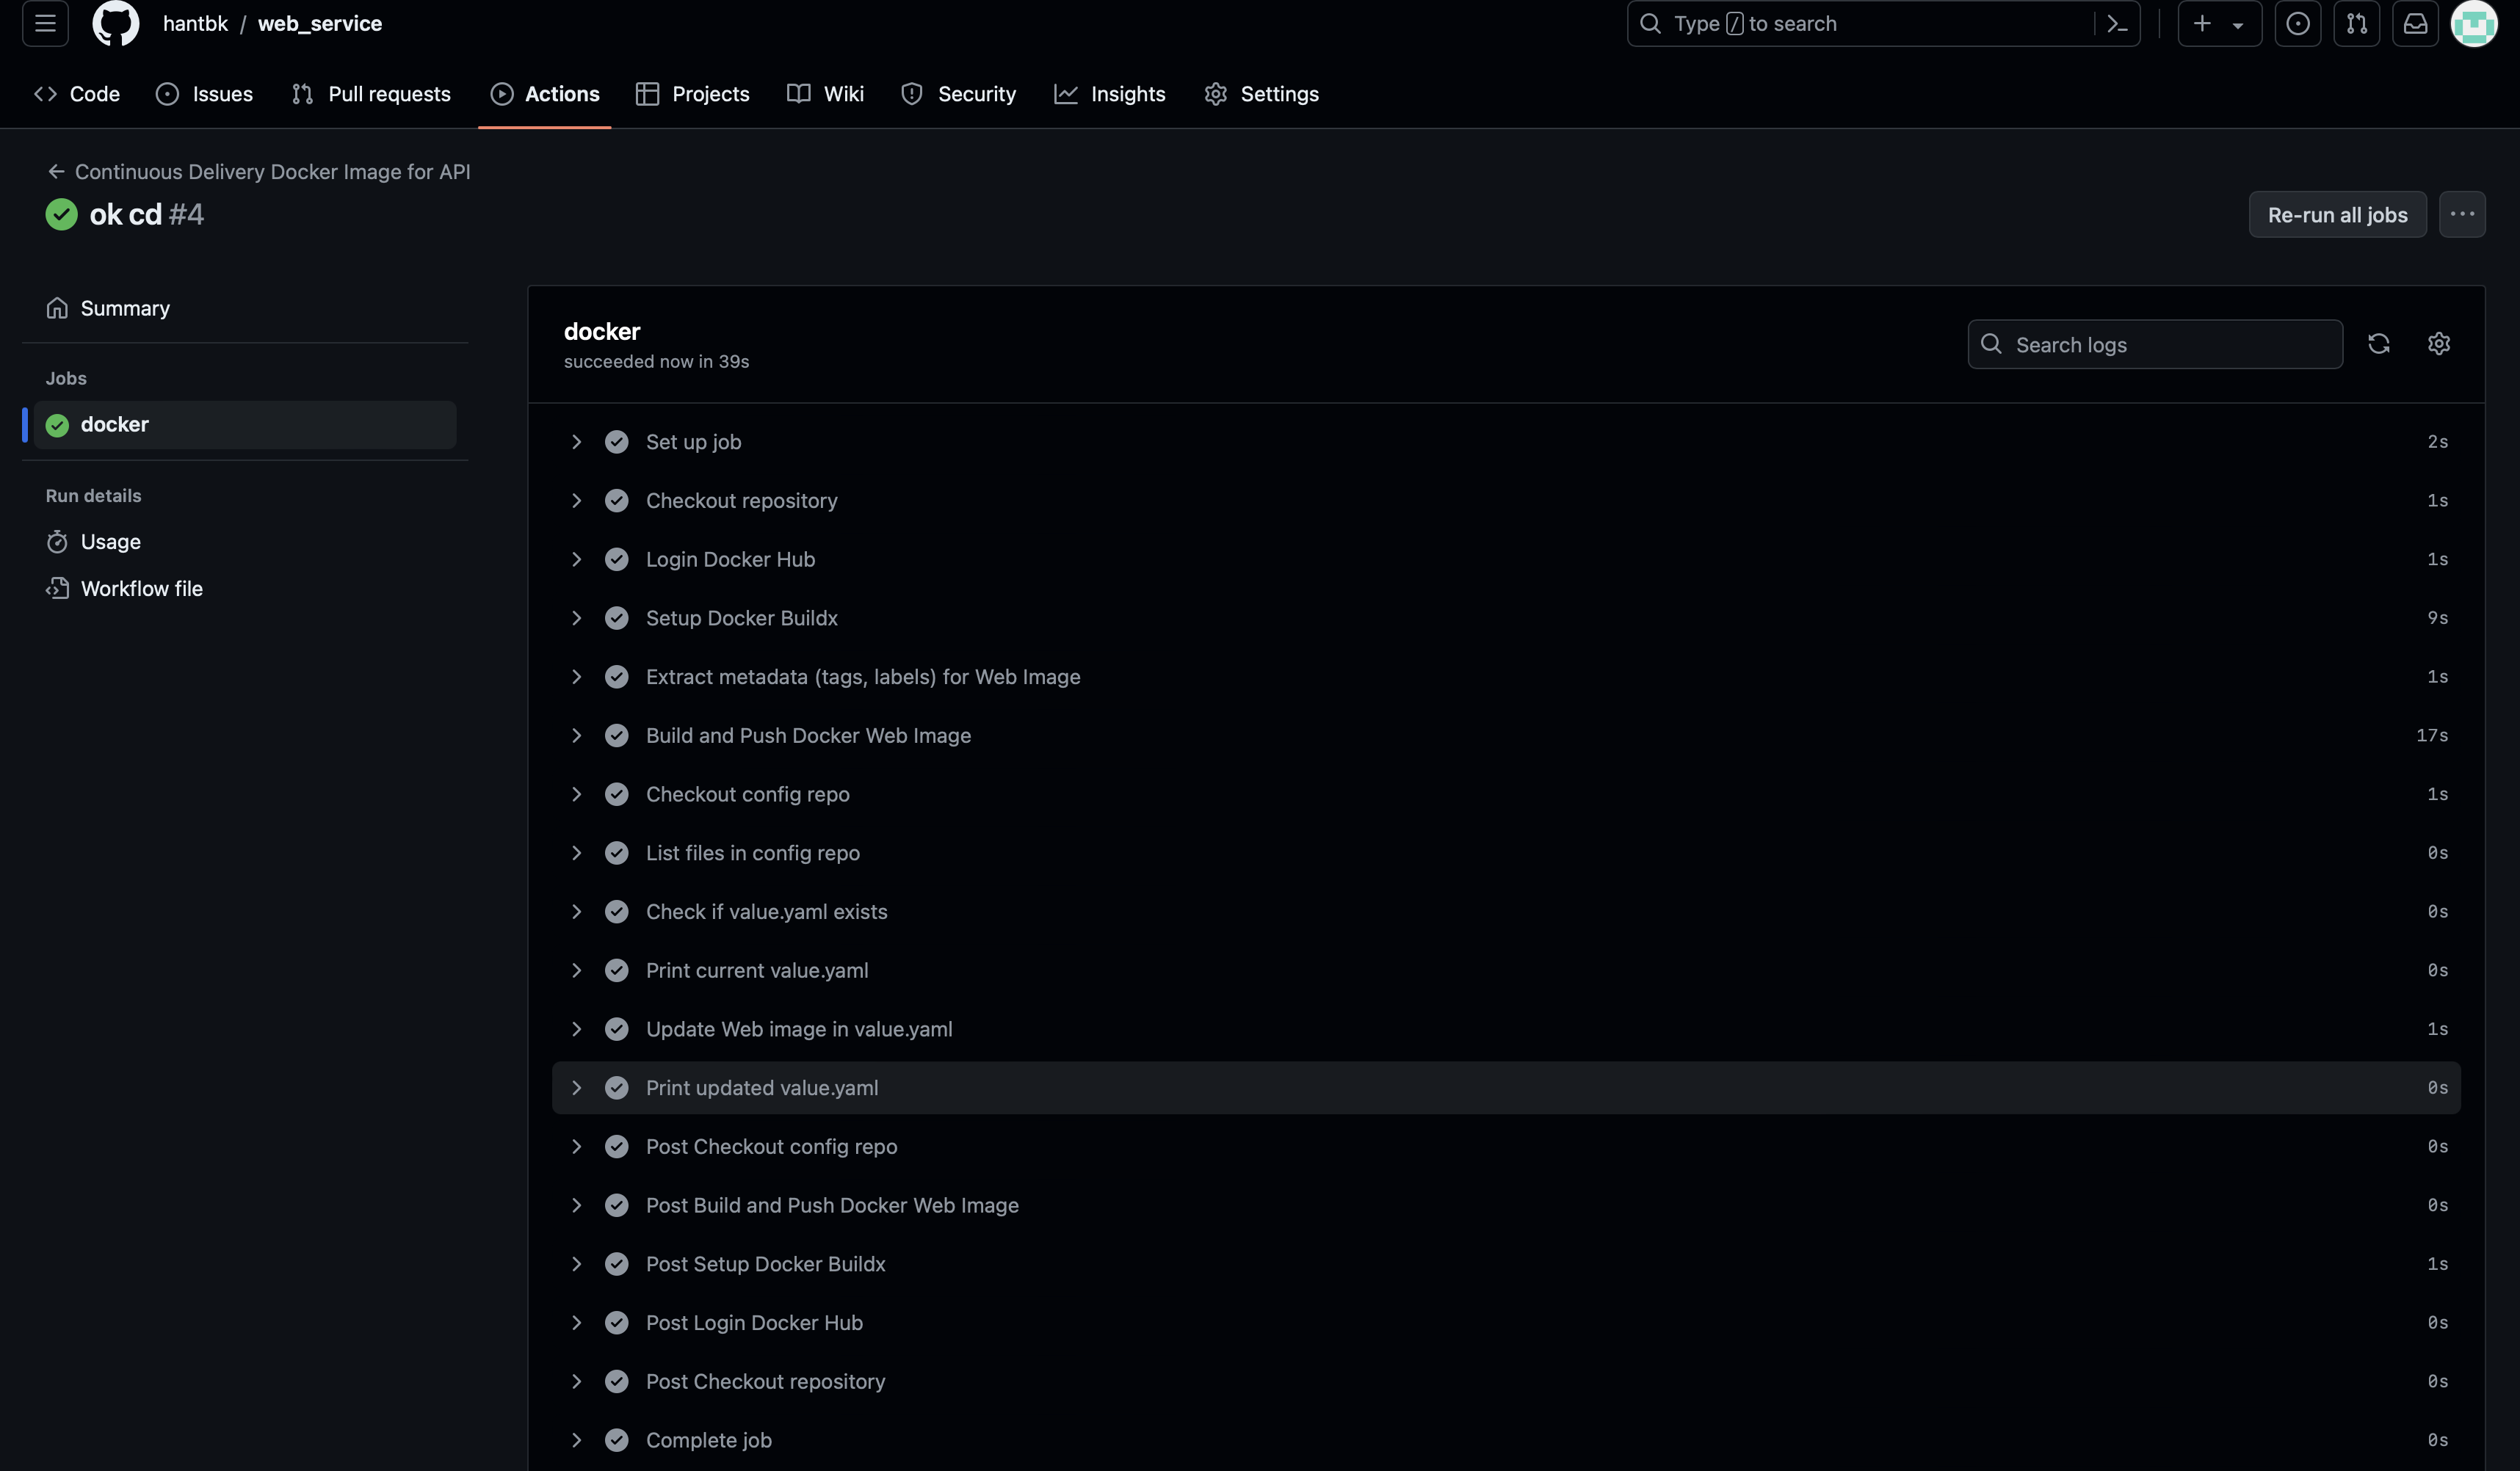 hantbk / web_service
Type / to search
Code
Issues
Pull requests
Actions
Projects
Wiki
Security
Insights
Settings
Continuous Delivery Docker Image for API
ok cd #4
Re-run all jobs
Summary
Jobs
docker
Run details
Usage
Workflow file
docker
succeeded now in 39s
Search logs
Set up job 2s
Checkout repository 1s
Login Docker Hub 1s
Setup Docker Buildx 9s
Extract metadata (tags, labels) for Web Image 1s
Build and Push Docker Web Image 17s
Checkout config repo 1s
List files in config repo 0s
Check if value.yaml exists 0s
Print current value.yaml 0s
Update Web image in value.yaml 1s
Print updated value.yaml 0s
Post Checkout config repo 0s
Post Build and Push Docker Web Image 0s
Post Setup Docker Buildx 1s
Post Login Docker Hub 0s
Post Checkout repository 0s
Complete job 0s